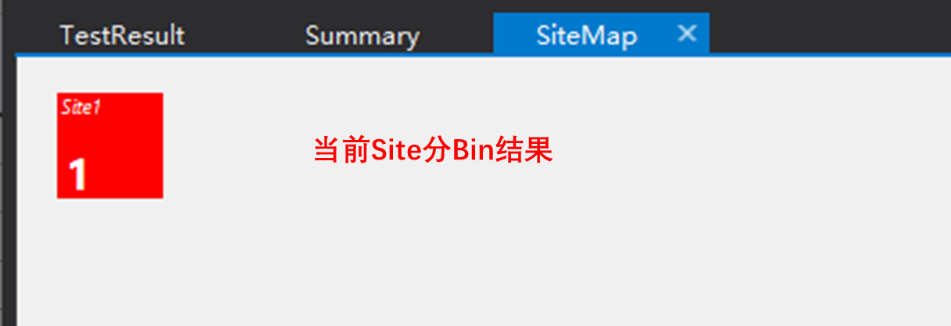 TestResult Summary SiteMap ×
Site1
当前Site分Bin结果
1